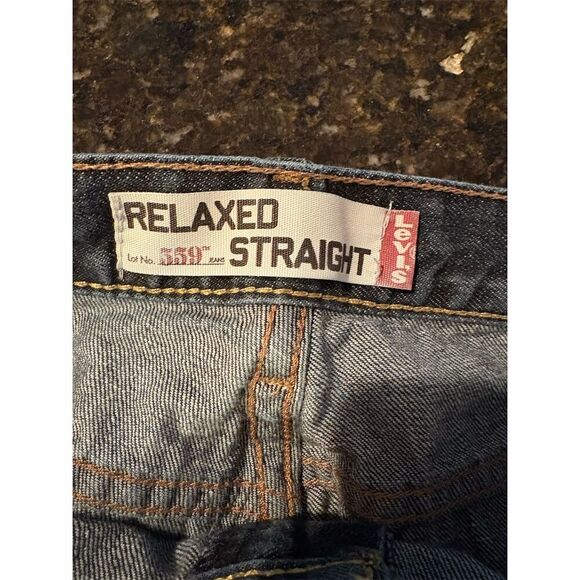 RELAXED
Lot No. 559™ JEANS STRAIGHT
Levi's